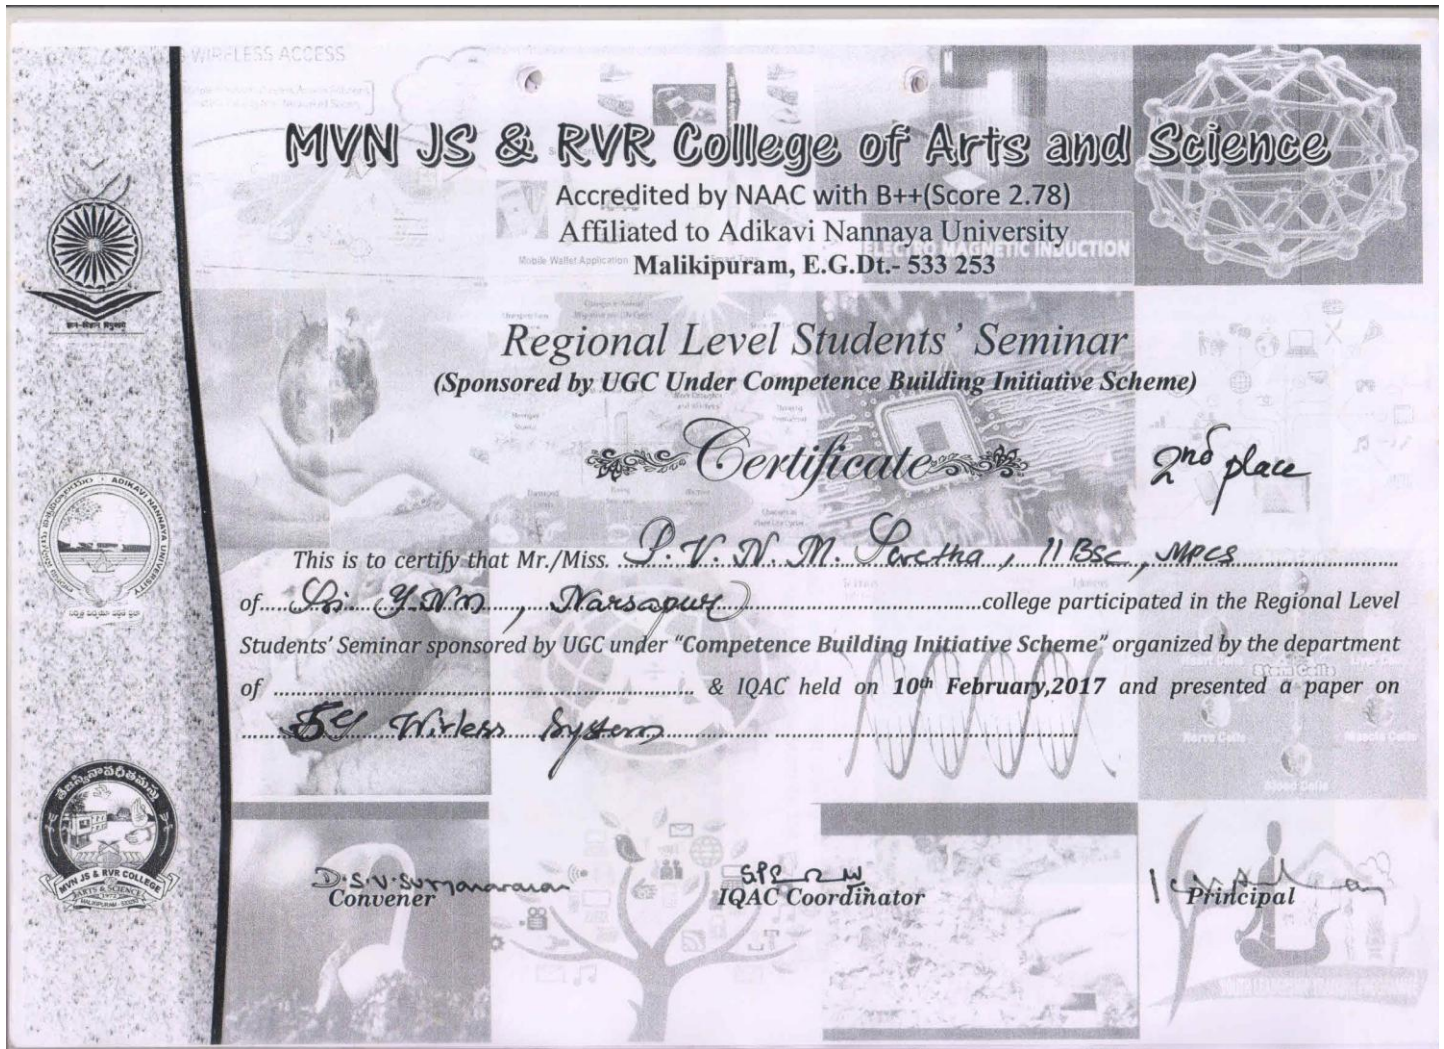 WIRELESS ACCESS
MVN JS & RVR College of Arts and Science
Accredited by NAAC with B++(Score 2.78)
Affiliated to Adikavi Nannaya University
ELECTRO MAGNETIC INDUCTION
Mobile Wallet Application
Malikipuram, E.G.Dt.- 533 253
ज्ञान-विज्ञान विमुक्तये
Regional Level Students' Seminar
(Sponsored by UGC Under Competence Building Initiative Scheme)
Certificate
2nd place
ADIKAVI NANNAYA UNIVERSITY
This is to certify that Mr./Miss. P. V. N. M. , II BSc, MPCS
of Sri Y.N.M, Narsapur college participated in the Regional Level
Students' Seminar sponsored by UGC under "Competence Building Initiative Scheme" organized by the department
of & IQAC held on 10th February,2017 and presented a paper on
5G Wirless System
Stem Cells
Nerve Cells
Muscle Cells
Blood Cells
తేజస్వినావధీతమస్తు
MVN JS & RVR COLLEGE
ARTS & SCIENCE
D.S.V.Suryanarayana
Convener
IQAC Coordinator
Principal